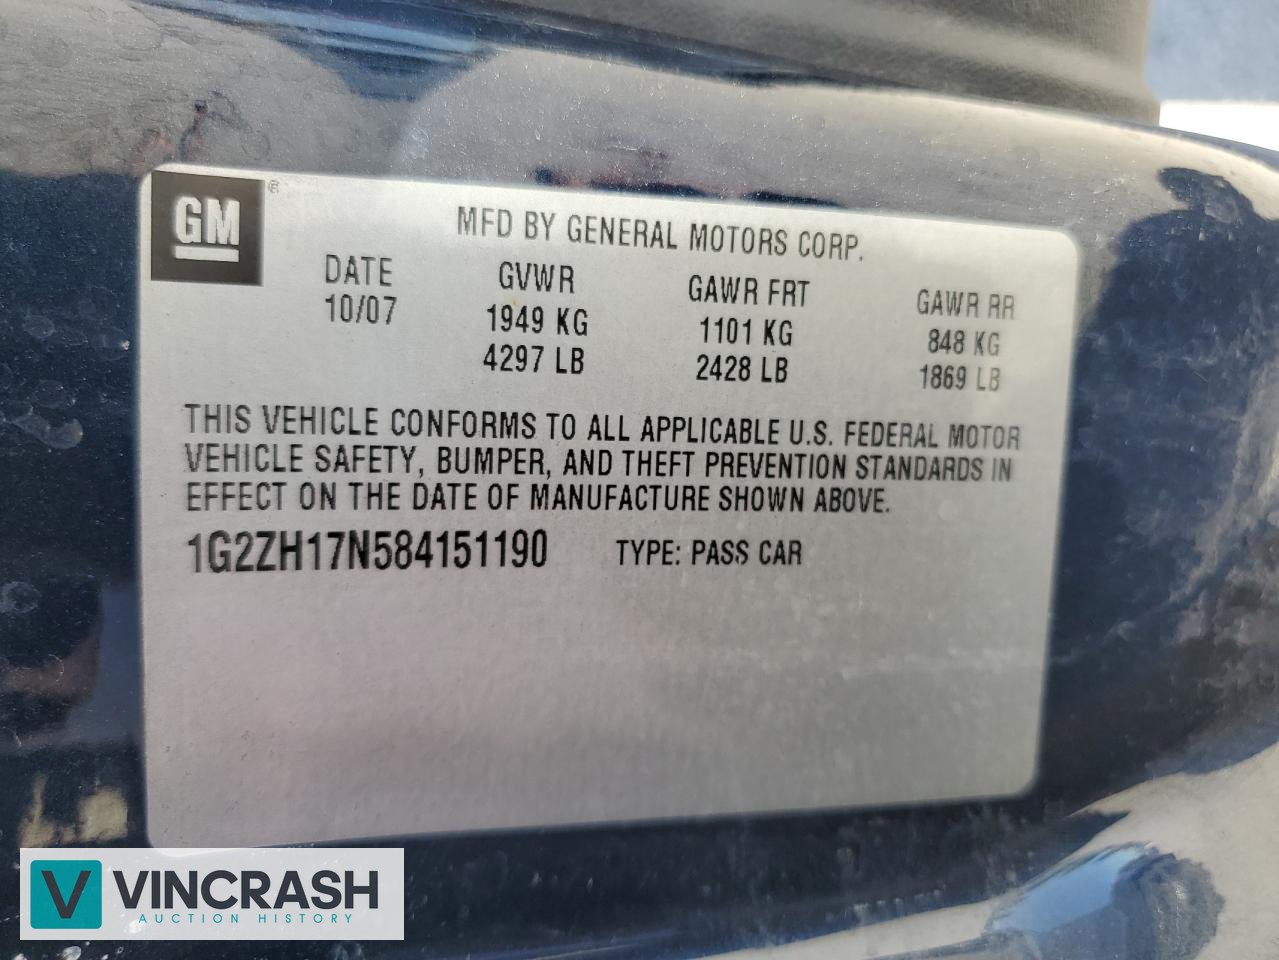 GM ®
MFD BY GENERAL MOTORS CORP.
DATE GVWR GAWR FRT GAWR RR
10/07 1949 KG 1101 KG 848 KG
4297 LB 2428 LB 1869 LB
THIS VEHICLE CONFORMS TO ALL APPLICABLE U.S. FEDERAL MOTOR
VEHICLE SAFETY, BUMPER, AND THEFT PREVENTION STANDARDS IN
EFFECT ON THE DATE OF MANUFACTURE SHOWN ABOVE.
1G2ZH17N584151190 TYPE: PASS CAR
V VINCRASH
AUCTION HISTORY